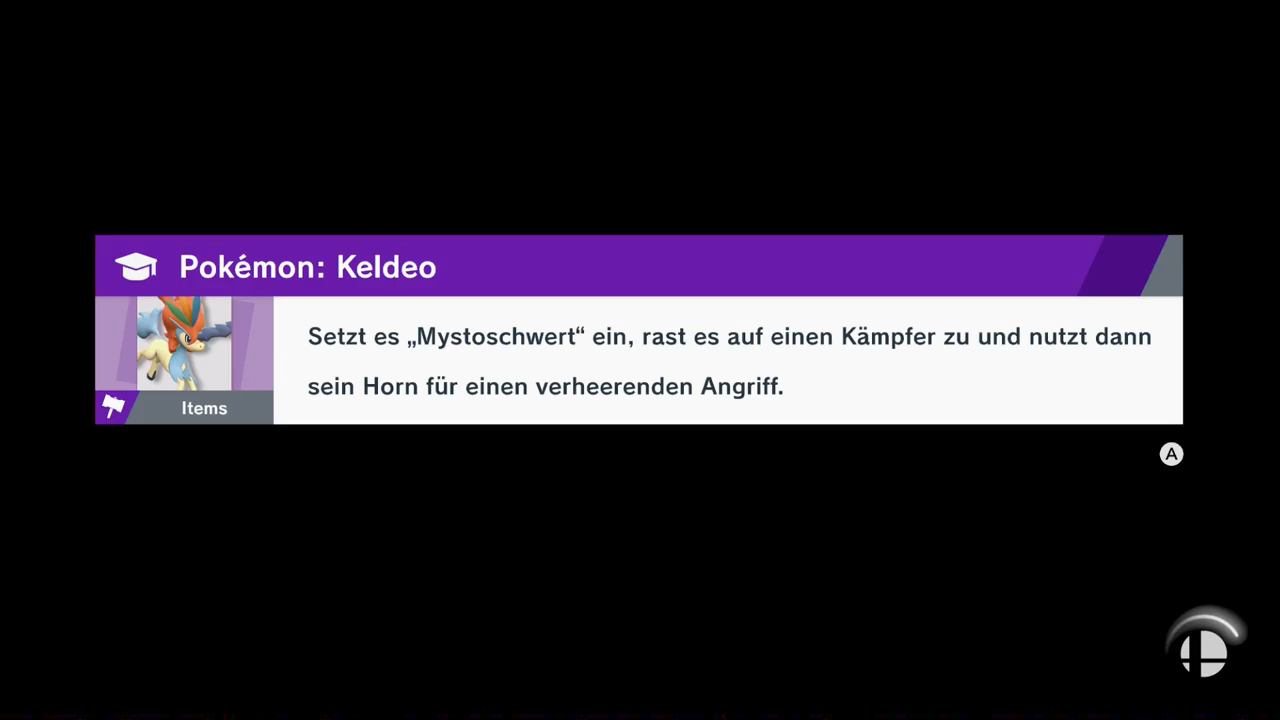 Pokémon: Keldeo
Setzt es „Mystoschwert“ ein, rast es auf einen Kämpfer zu und nutzt dann
sein Horn für einen verheerenden Angriff.
Items
A